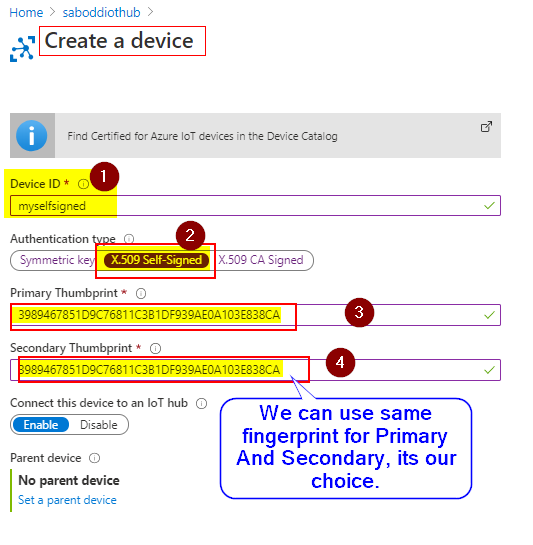 Home > saboddiothub >
Create a device
Find Certified for Azure IoT devices in the Device Catalog
Device ID * 1
myselfsigned
Authentication type 2
Symmetric key X.509 Self-Signed X.509 CA Signed
Primary Thumbprint *
3989467851D9C76811C3B1DF939AE0A103E838CA 3
Secondary Thumbprint *
3989467851D9C76811C3B1DF939AE0A103E838CA 4
Connect this device to an IoT hub
Enable Disable
We can use same
fingerprint for Primary
And Secondary, its our
choice.
Parent device
No parent device
Set a parent device